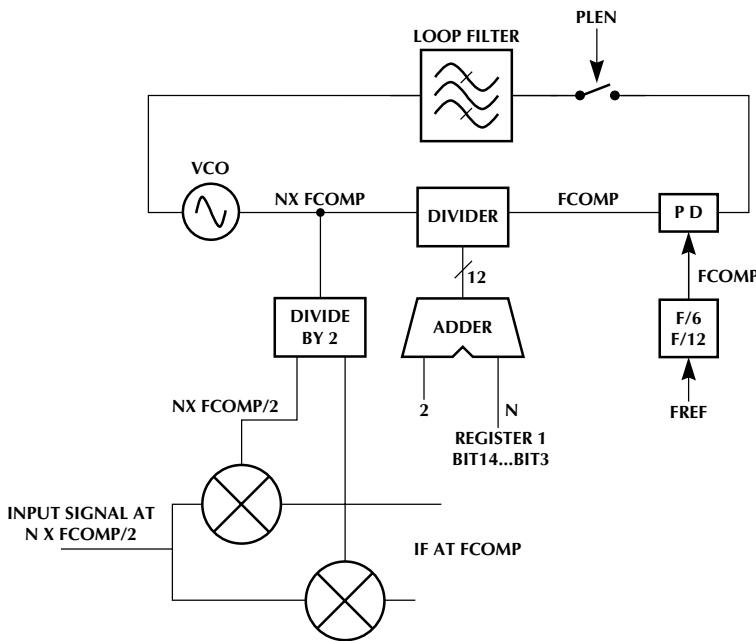 PLEN
LOOP FILTER
VCO
NX FCOMP
DIVIDER
FCOMP
P D
FCOMP
12
DIVIDE
BY 2
ADDER
F/6
F/12
NX FCOMP/2
2
N
FREF
REGISTER 1
BIT14...BIT3
INPUT SIGNAL AT
N X FCOMP/2
IF AT FCOMP